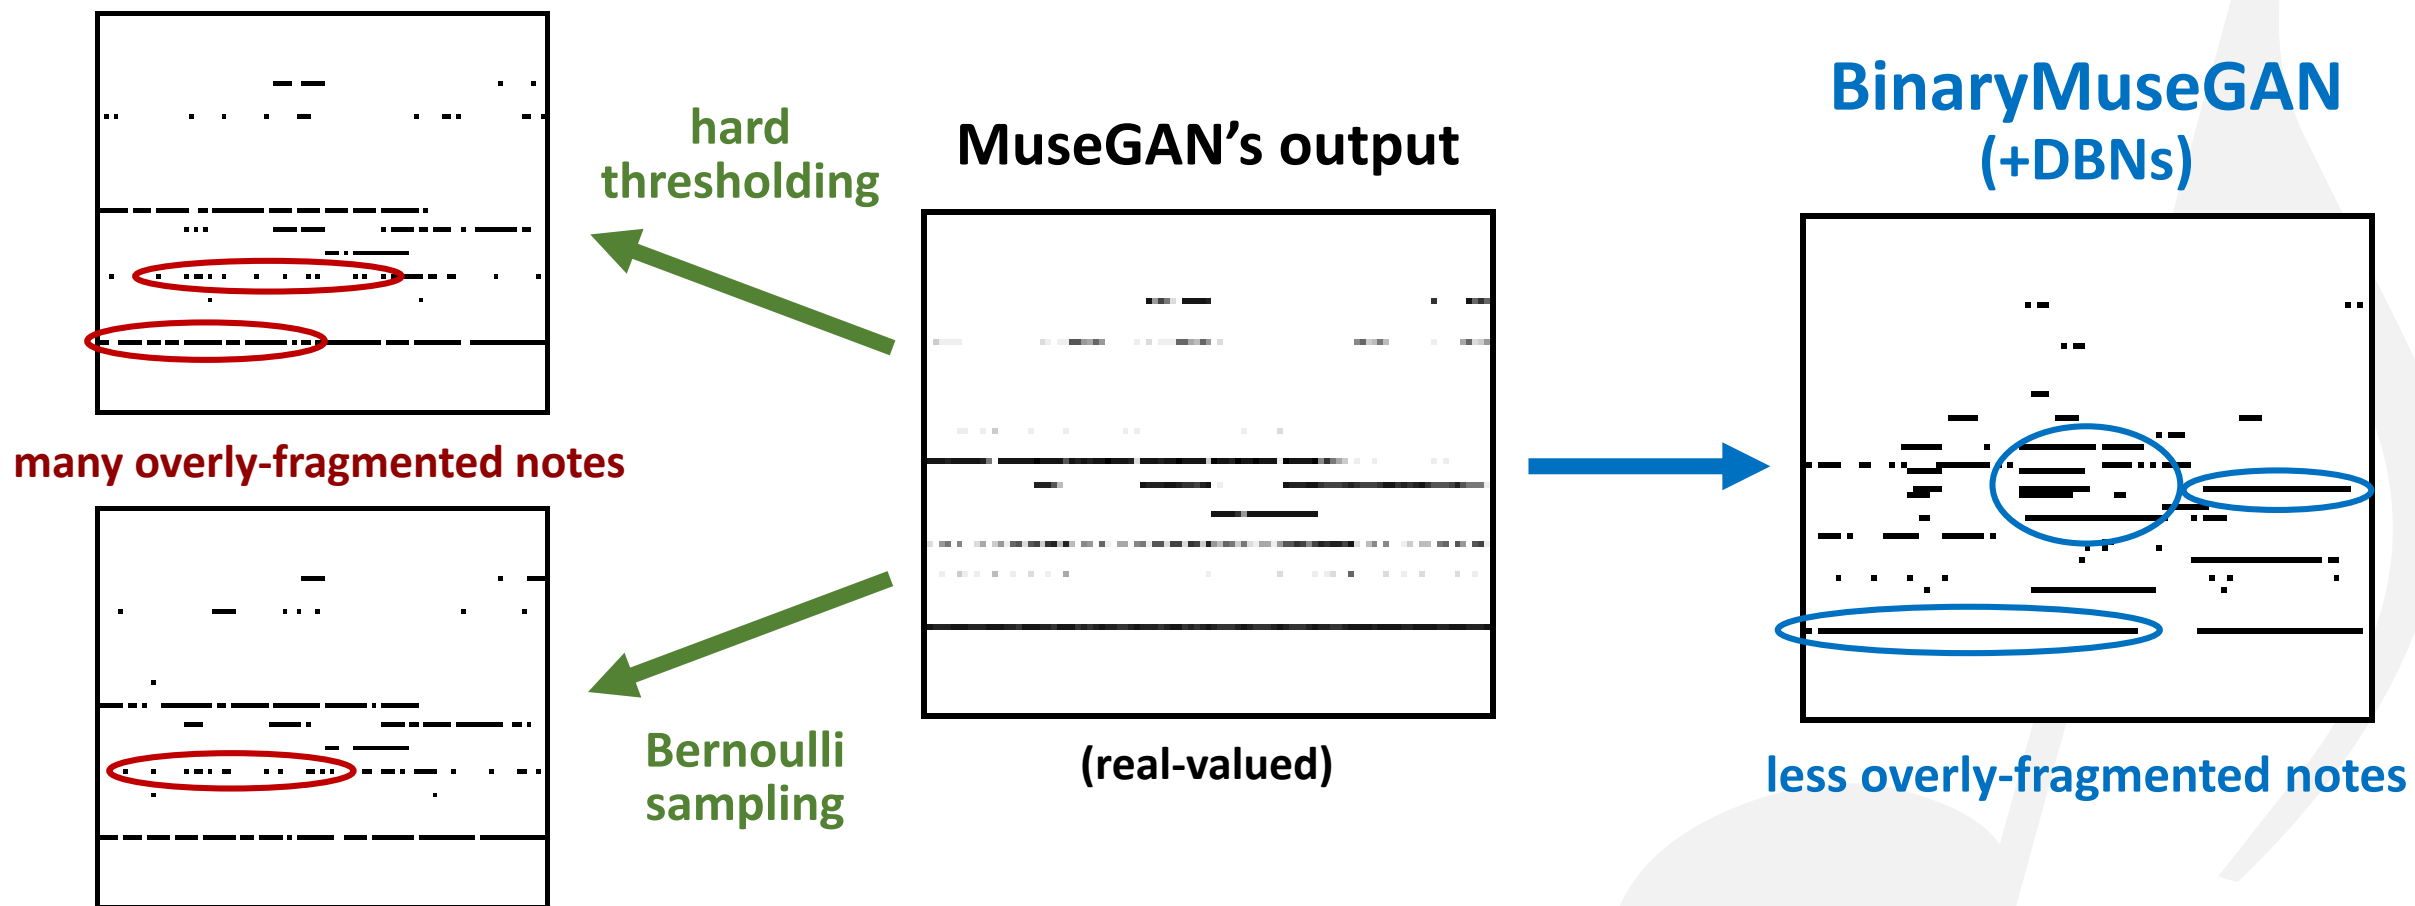 hard
thresholding
MuseGAN’s output
BinaryMuseGAN
(+DBNs)
many overly-fragmented notes
Bernoulli
sampling
(real-valued)
less overly-fragmented notes